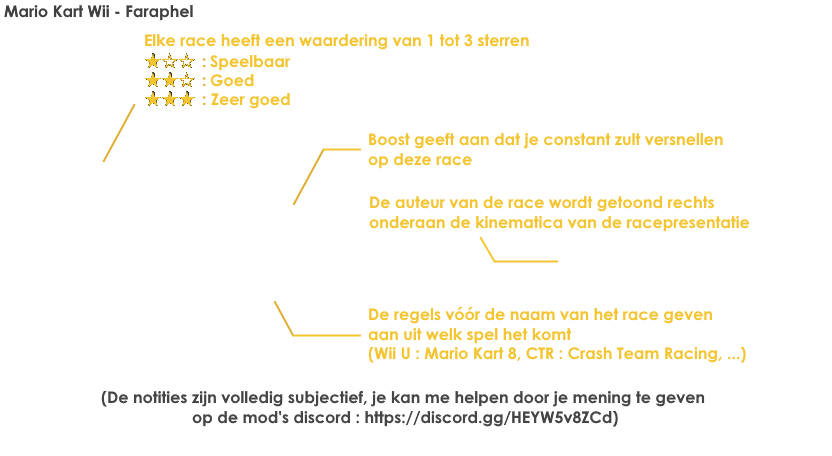 Mario Kart Wii - Faraphel
Elke race heeft een waardering van 1 tot 3 sterren
: Speelbaar
: Goed
: Zeer goed
Boost geeft aan dat je constant zult versnellen
op deze race
De auteur van de race wordt getoond rechts
onderaan de kinematica van de racepresentatie
De regels vóór de naam van het race geven
aan uit welk spel het komt
(Wii U : Mario Kart 8, CTR : Crash Team Racing, ...)
(De notities zijn volledig subjectief, je kan me helpen door je mening te geven
op de mod's discord : https://discord.gg/HEYW5v8ZCd)